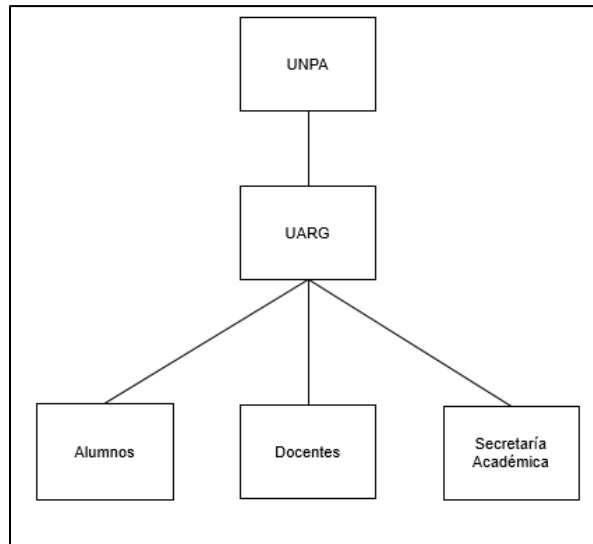 UNPA
UARG
Alumnos
Docentes
Secretaría
Académica